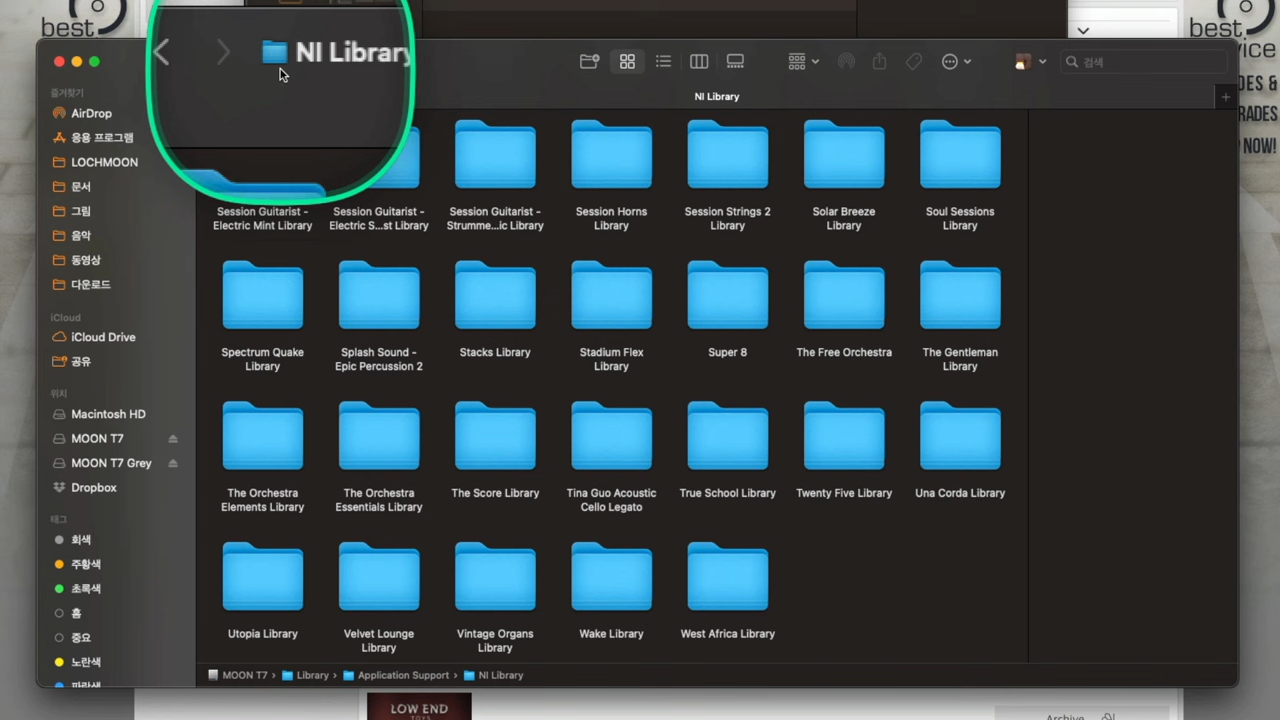 best
best
vice
DES &
RADES
NOW!
NI Library
검색
NI Library
즐겨찾기
AirDrop
응용 프로그램
LOCHMOON
문서
그림
음악
동영상
다운로드
iCloud
iCloud Drive
공유
위치
Macintosh HD
MOON T7
MOON T7 Grey
Dropbox
태그
회색
주황색
초록색
홈
중요
노란색
파란색
Session Guitarist - Electric Mint Library
Session Guitarist - Electric S...st Library
Session Guitarist - Strumme...ic Library
Session Horns Library
Session Strings 2 Library
Solar Breeze Library
Soul Sessions Library
Spectrum Quake Library
Splash Sound - Epic Percussion 2
Stacks Library
Stadium Flex Library
Super 8
The Free Orchestra
The Gentleman Library
The Orchestra Elements Library
The Orchestra Essentials Library
The Score Library
Tina Guo Acoustic Cello Legato
True School Library
Twenty Five Library
Una Corda Library
Utopia Library
Velvet Lounge Library
Vintage Organs Library
Wake Library
West Africa Library
MOON T7 › Library › Application Support › NI Library
LOW END
TOYS
Archive